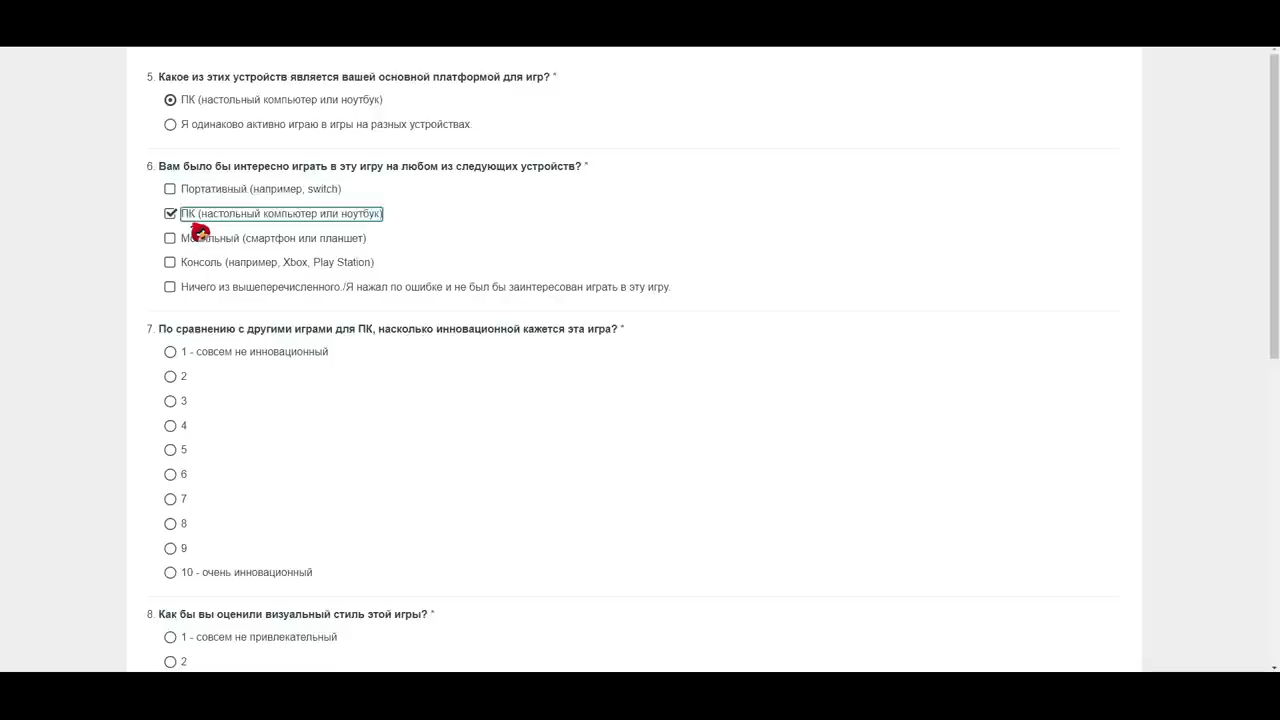 5. Какое из этих устройств является вашей основной платформой для игр? *
ПК (настольный компьютер или ноутбук)
Я одинаково активно играю в игры на разных устройствах.
6. Вам было бы интересно играть в эту игру на любом из следующих устройств? *
Портативный (например, switch)
ПК (настольный компьютер или ноутбук)
(смартфон или планшет)
Консоль (например, Xbox, Play Station)
Ничего из вышеперечисленного./Я нажал по ошибке и не был бы заинтересован играть в эту игру.
7. По сравнению с другими играми для ПК, насколько инновационной кажется эта игра? *
1 - совсем не инновационный
2
3
4
5
6
7
8
9
10 - очень инновационный
8. Как бы вы оценили визуальный стиль этой игры? *
1 - совсем не привлекательный
2